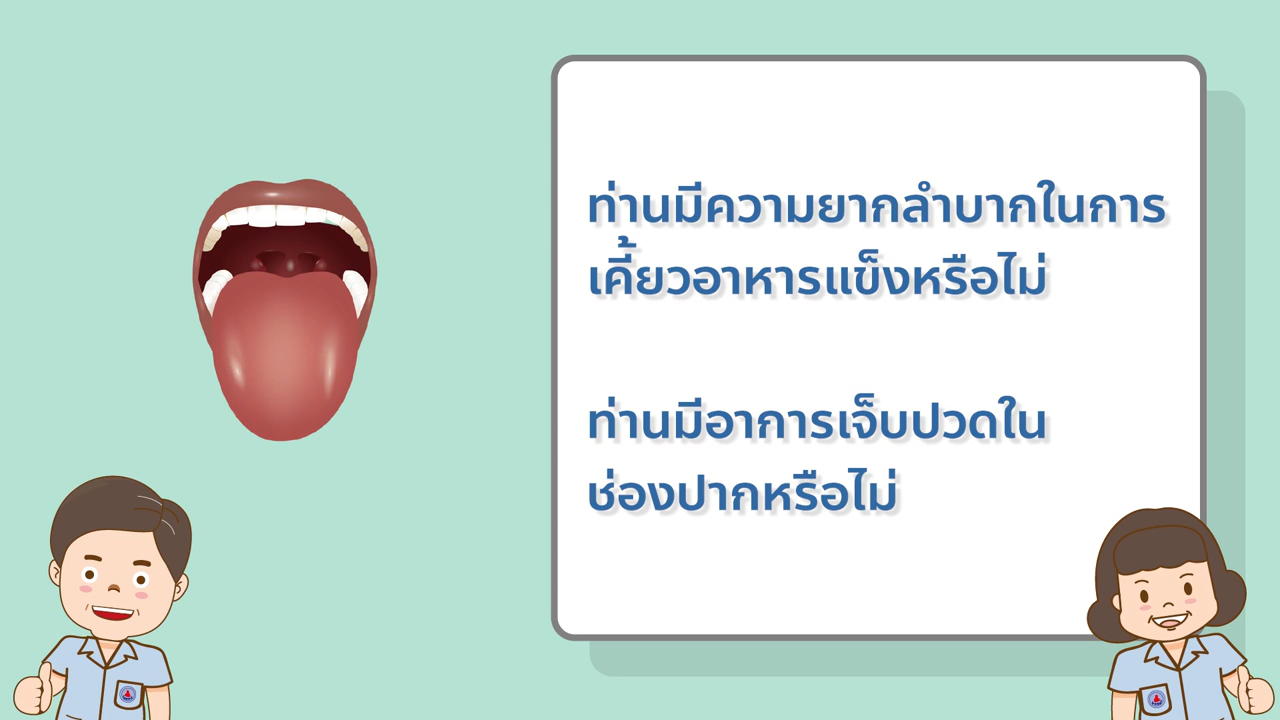 ท่านมีความยากลำบากในการ
เคี้ยวอาหารแข็งหรือไม่
ท่านมีอาการเจ็บปวดใน
ช่องปากหรือไม่